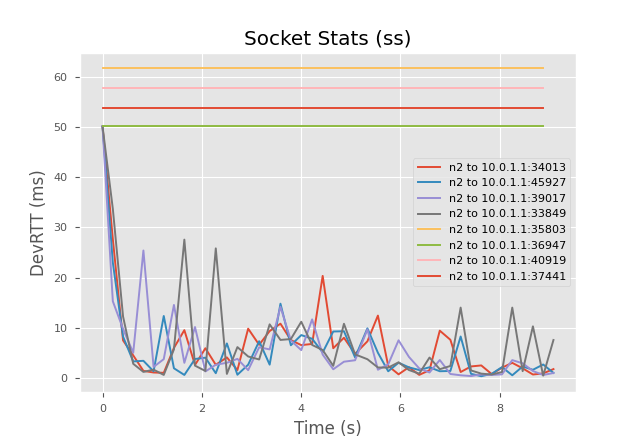 Socket Stats (ss)
DevRTT (ms)
60
50
40
30
20
10
0
n2 to 10.0.1.1:34013
n2 to 10.0.1.1:45927
n2 to 10.0.1.1:39017
n2 to 10.0.1.1:33849
n2 to 10.0.1.1:35803
n2 to 10.0.1.1:36947
n2 to 10.0.1.1:40919
n2 to 10.0.1.1:37441
0 2 4 6 8
Time (s)